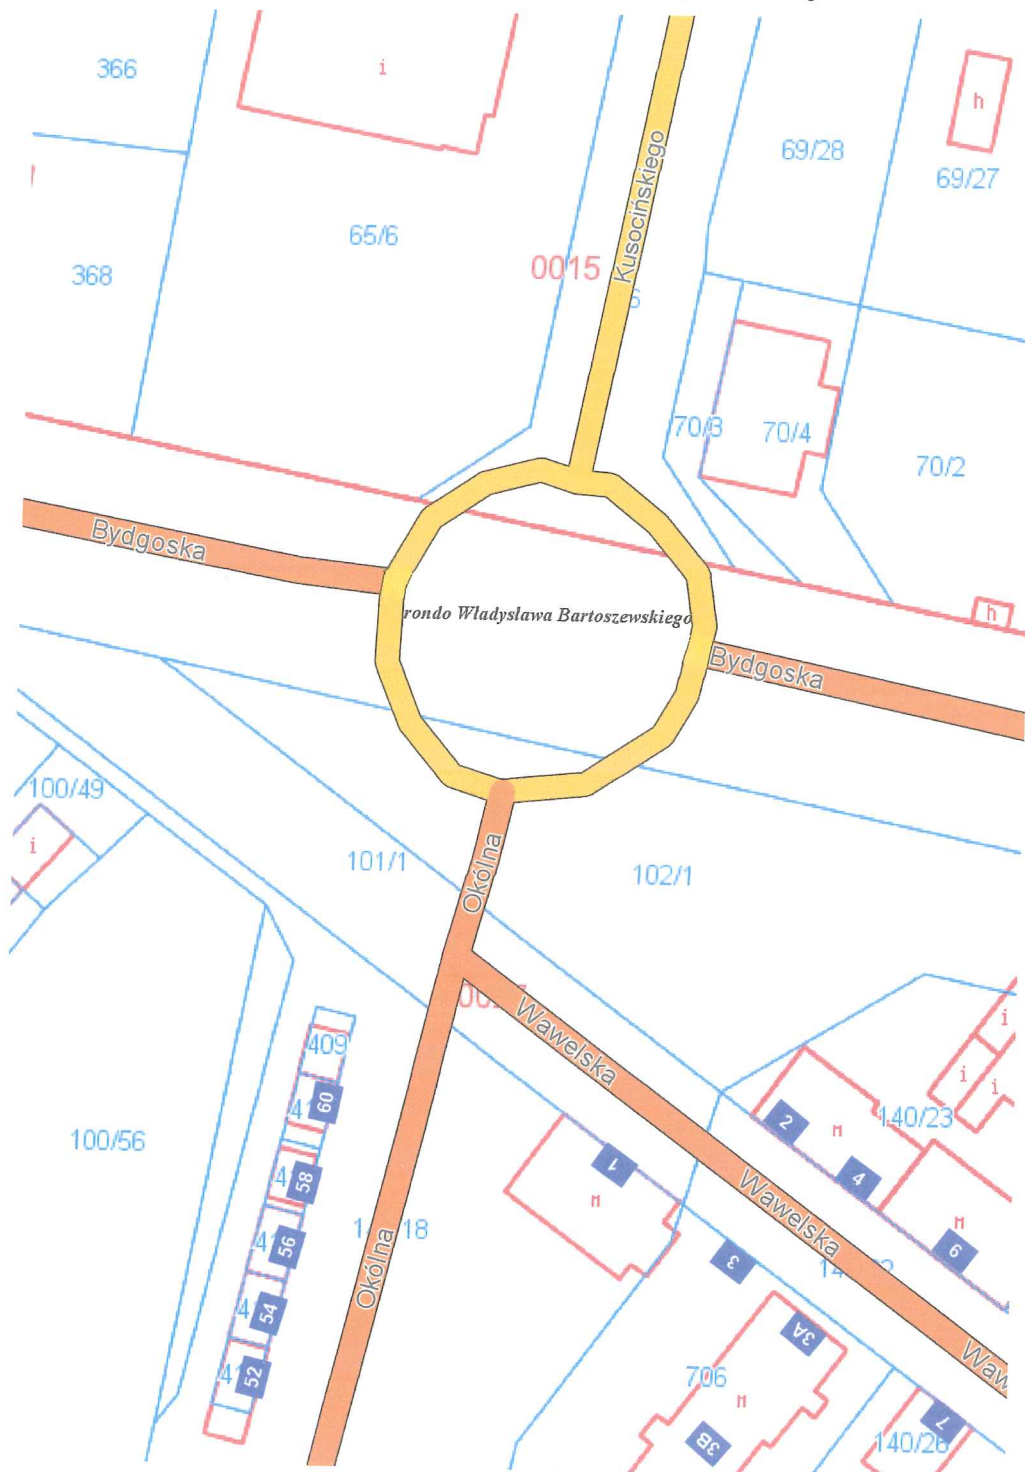 366
i
h
69/28
69/27
Kusocińskiego
65/6
0015
368
70/3
70/4
70/2
Bydgoska
rondo Władysława Bartoszewskiego
h
Bydgoska
100/49
i
Okólna
101/1
102/1
Wawelska
i
i
i
409
60
140/23
2
M
100/56
58
1
4
M
Wawelska
M
18
56
Okólna
3
6
54
3A
52
706
M
7
3B
140/26